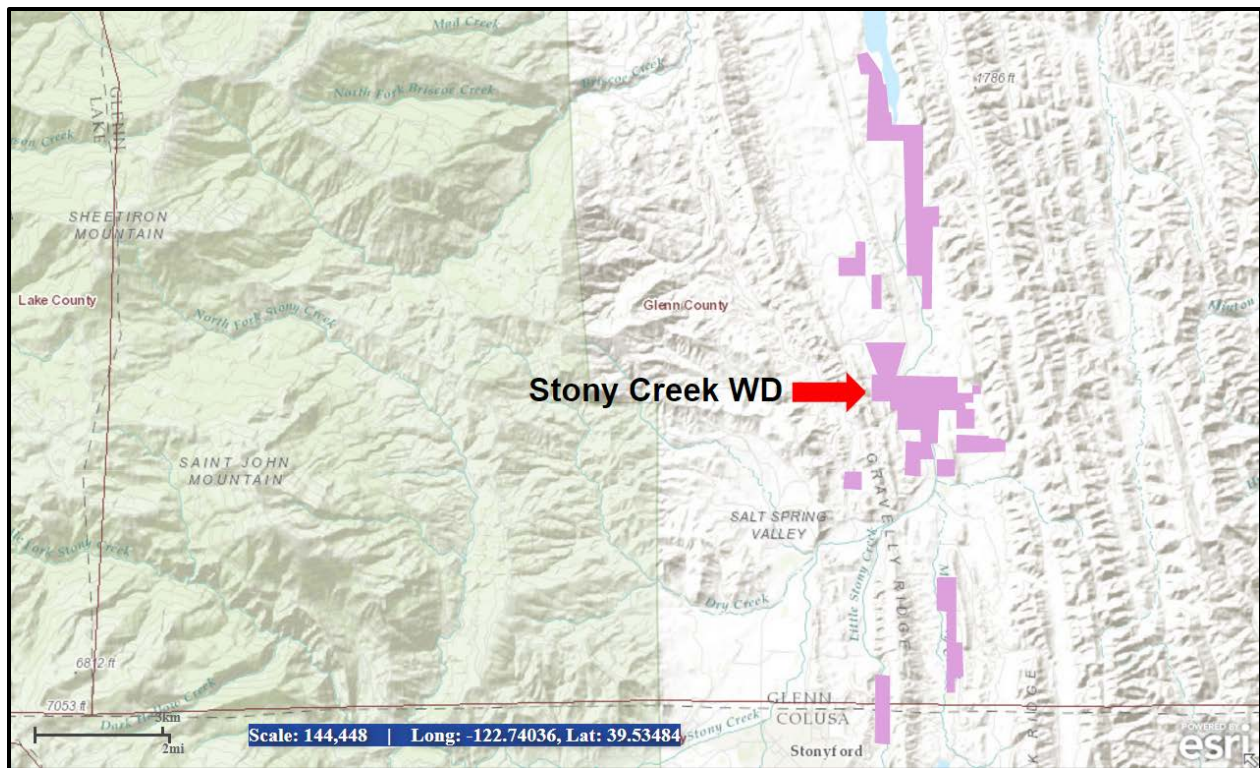 Mud Creek
Briscoe Creek
North Fork Briscoe Creek
1786 ft
GLENN
LAKE
SHEETIRON
MOUNTAIN
Lake County
Glenn County
North Fork Stony Creek
Stony Creek WD
SAINT JOHN
MOUNTAIN
GRAVELLY RIDGE
SALT SPRING
VALLEY
Little Stony Creek
Dry Creek
6812 ft
7053 ft
3km
2mi
Scale: 144,448 | Long: -122.74036, Lat: 39.53484
Stony Creek
GLENN
COLUSA
Stonyford
RIDGE
POWERED BY
esri